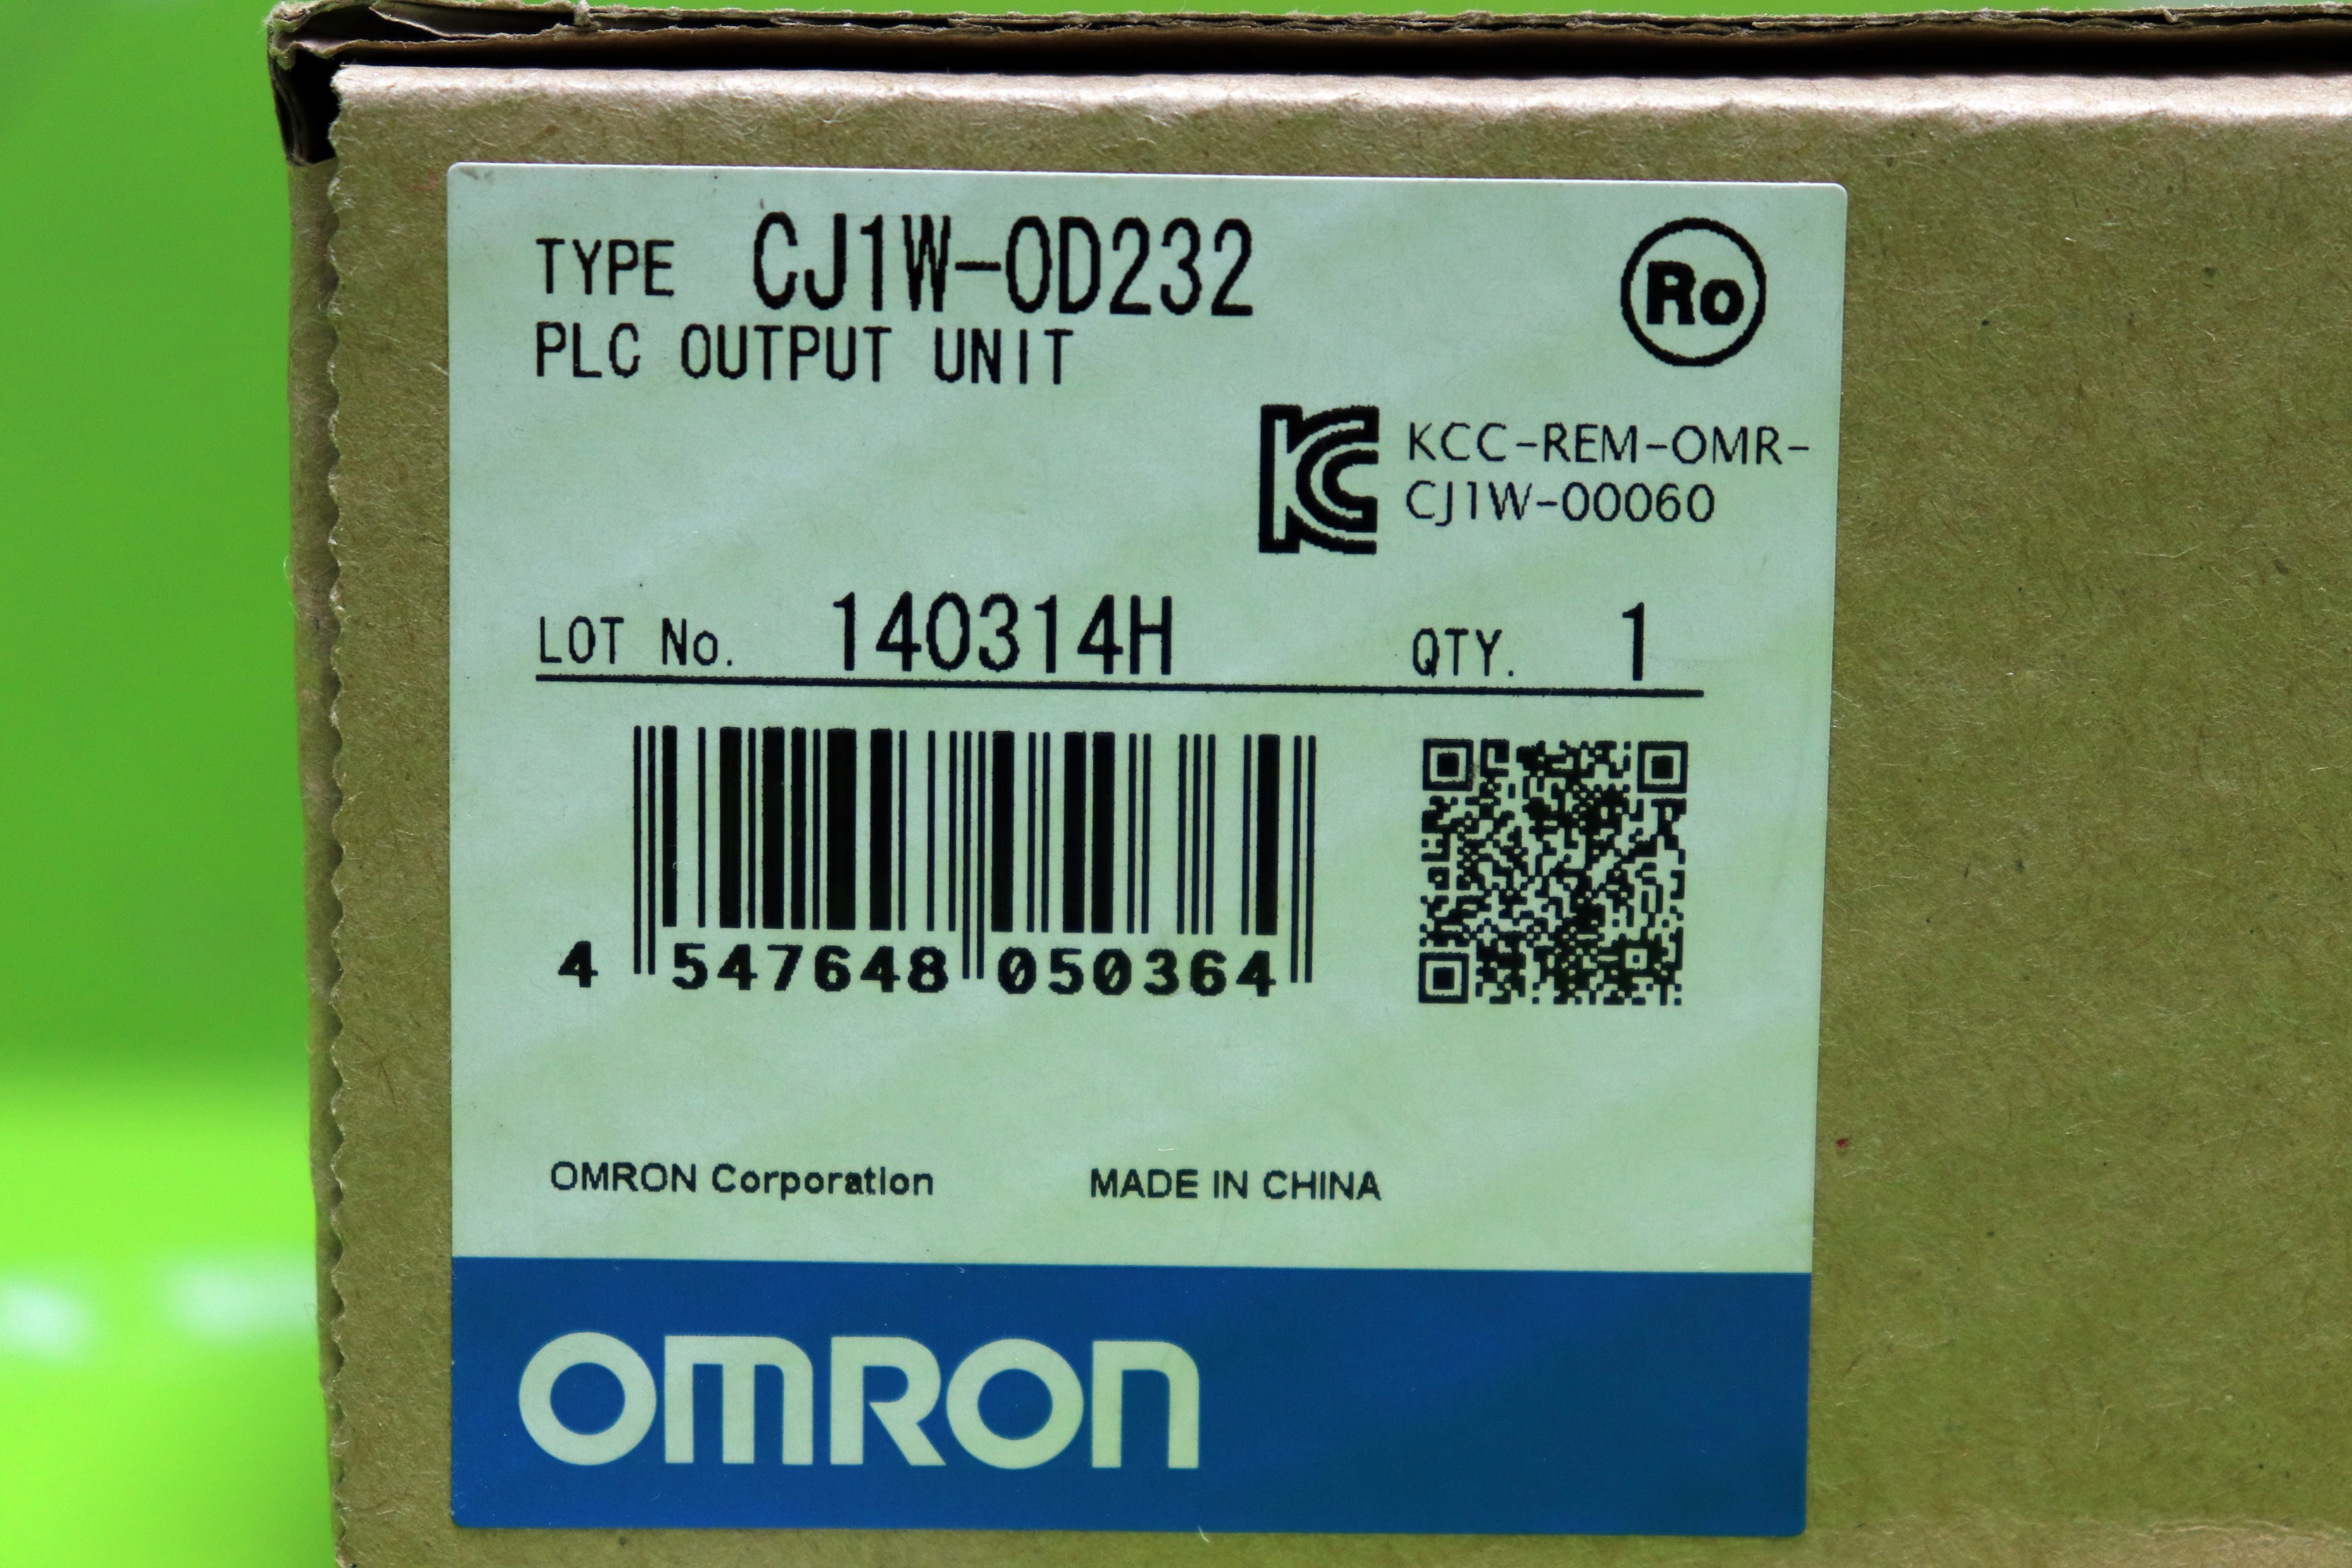 TYPE CJ1W-OD232
Ro
PLC OUTPUT UNIT
KC KCC-REM-OMR-
CJ1W-00060
LOT No. 140314H QTY. 1
4 547648 050364
OMRON Corporation MADE IN CHINA
OMRON